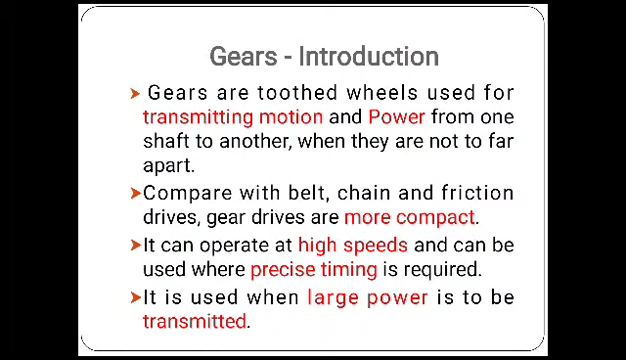 Gears - Introduction
➤ Gears are toothed wheels used for
transmitting motion and Power from one
shaft to another, when they are not to far
apart.
➤Compare with belt, chain and friction
drives, gear drives are more compact.
➤It can operate at high speeds and can be
used where precise timing is required.
➤It is used when large power is to be
transmitted.